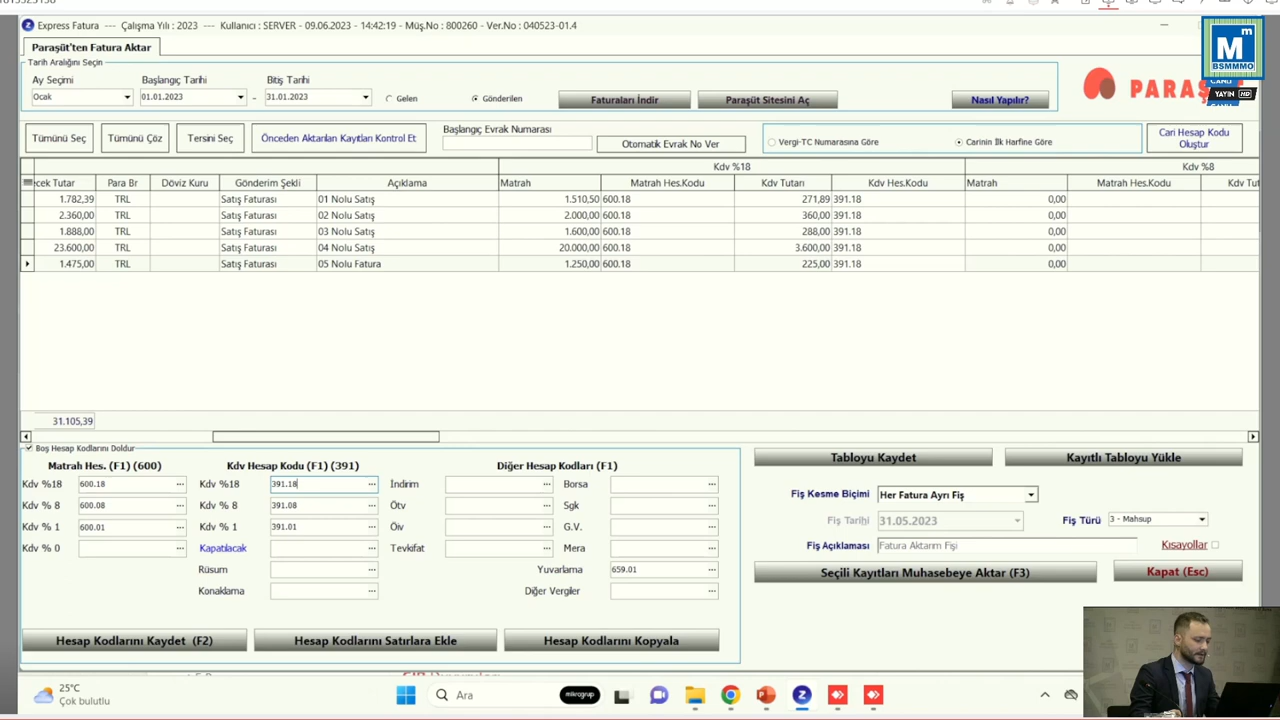 Express Fatura --- Çalışma Yılı : 2023 --- Kullanıcı : SERVER - 09.06.2023 - 14:42:19 - Müş.No : 800260 - Ver.No : 040523-01.4
Paraşüt'ten Fatura Aktar
Tarih Aralığını Seçin
Ay Seçimi Başlangıç Tarihi Bitiş Tarihi
Ocak 01.01.2023 - 31.01.2023 Gelen Gönderilen Faturaları İndir Paraşüt Sitesini Aç Nasıl Yapılır?
PARAŞ
M m
BSMMMO
CANLI
YAYIN HD
Tümünü Seç Tümünü Çöz Tersini Seç Önceden Aktarılan Kayıtları Kontrol Et
Başlangıç Evrak Numarası
Otomatik Evrak No Ver
Vergi-TC Numarasına Göre Carinin İlk Harfine Göre
Cari Hesap Kodu
Oluştur
Kdv %18 Kdv %8
ecek Tutar Para Br Döviz Kuru Gönderim Şekli Açıklama Matrah Matrah Hes.Kodu Kdv Tutarı Kdv Hes.Kodu Matrah Matrah Hes.Kodu Kdv Tut
1.782,39 TRL Satış Faturası 01 Nolu Satış 1.510,50 600.18 271,89 391.18 0,00
2.360,00 TRL Satış Faturası 02 Nolu Satış 2.000,00 600.18 360,00 391.18 0,00
1.888,00 TRL Satış Faturası 03 Nolu Satış 1.600,00 600.18 288,00 391.18 0,00
23.600,00 TRL Satış Faturası 04 Nolu Satış 20.000,00 600.18 3.600,00 391.18 0,00
1.475,00 TRL Satış Faturası 05 Nolu Fatura 1.250,00 600.18 225,00 391.18 0,00
31.105,39
Boş Hesap Kodlarını Doldur
Matrah Hes. (F1) (600) Kdv Hesap Kodu (F1) (391) Diğer Hesap Kodları (F1)
Kdv %18 600.18 ... Kdv %18 391.18 ... İndirim ... Borsa ...
Kdv % 8 600.08 ... Kdv % 8 391.08 ... Ötv ... Sgk ...
Kdv % 1 600.01 ... Kdv % 1 391.01 ... Öiv ... G.V. ...
Kdv % 0 ... Kapatılacak ... Tevkifat ... Mera ...
Rüsum ... Yuvarlama 659.01 ...
Konaklama ... Diğer Vergiler ...
Hesap Kodlarını Kaydet (F2) Hesap Kodlarını Satırlara Ekle Hesap Kodlarını Kopyala
Tabloyu Kaydet Kayıtlı Tabloyu Yükle
Fiş Kesme Biçimi Her Fatura Ayrı Fiş
Fiş Tarihi 31.05.2023 Fiş Türü 3 - Mahsup
Fiş Açıklaması Fatura Aktarım Fişi Kısayollar
Seçili Kayıtları Muhasebeye Aktar (F3) Kapat (Esc)
25°C
Çok bulutlu
Ara
mikrogrup